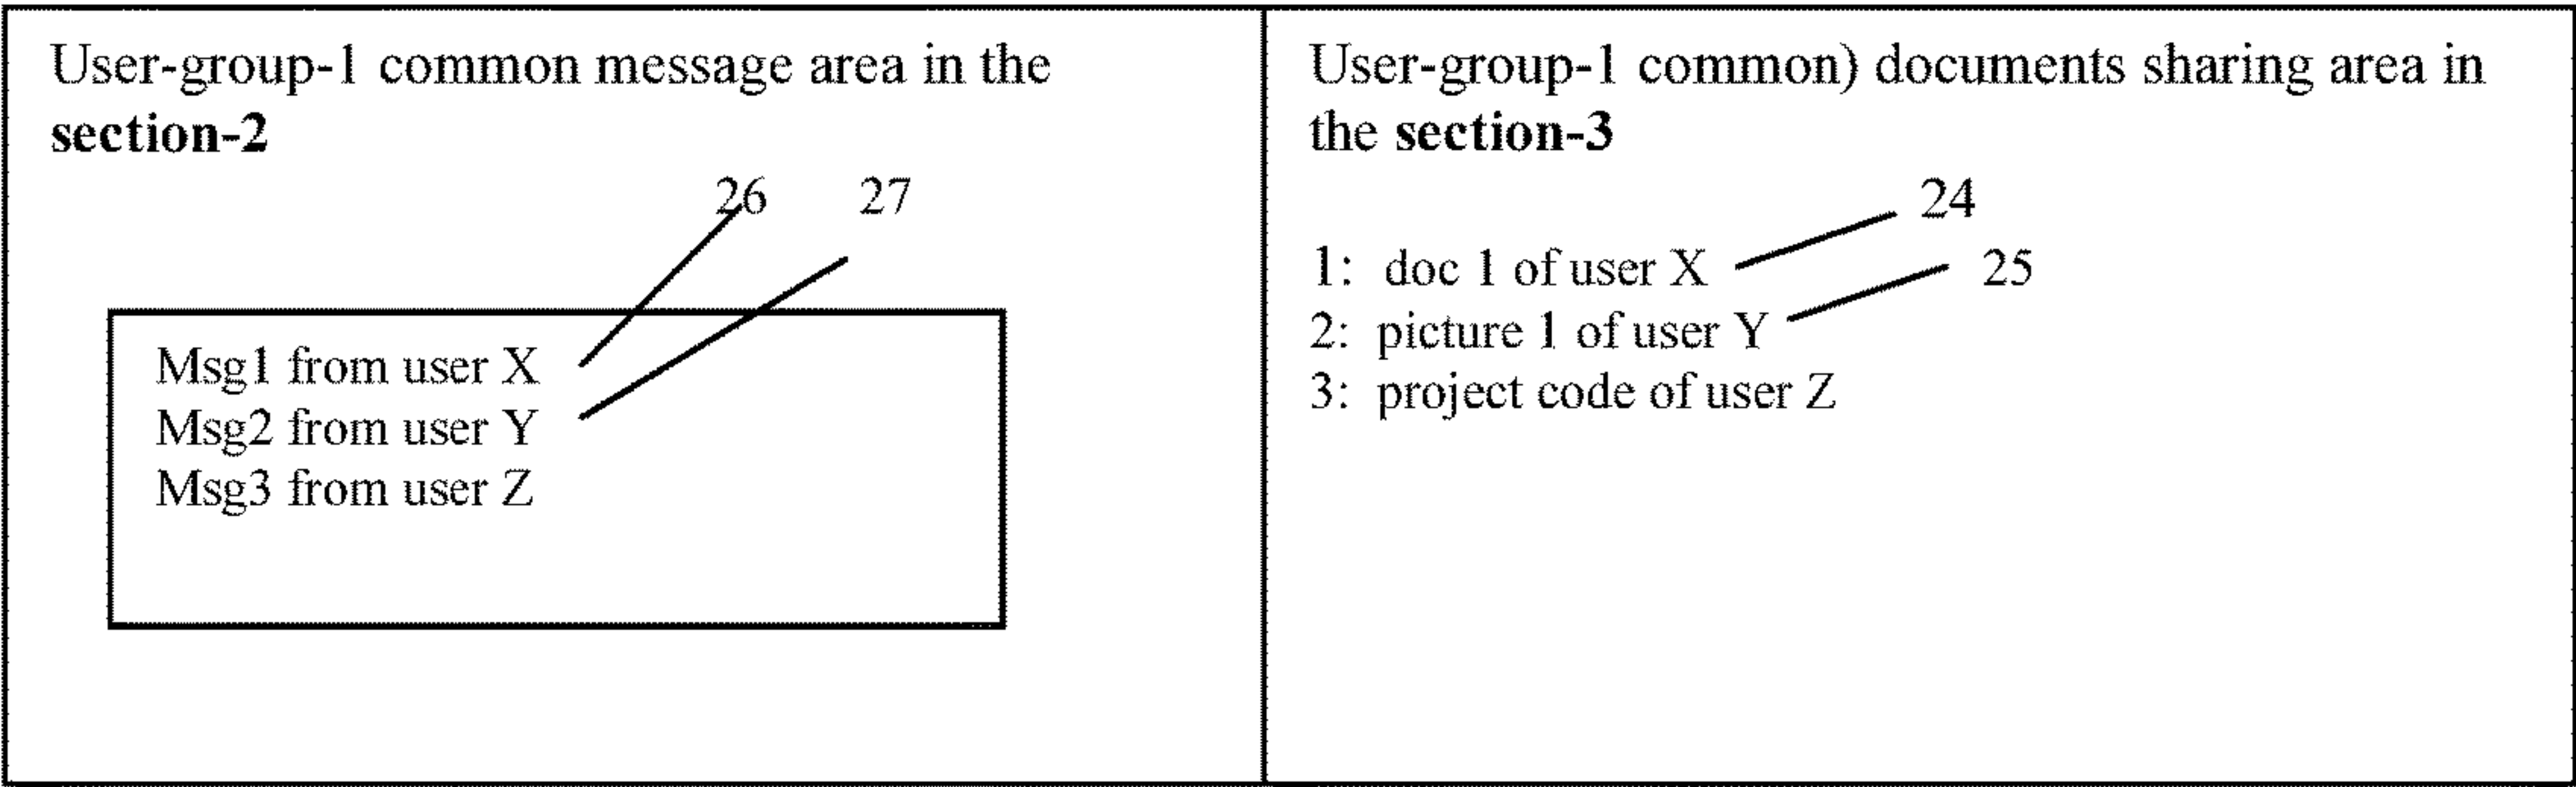 User-group-1 common message area in the
section-2
26 27
Msg1 from user X
Msg2 from user Y
Msg3 from user Z
User-group-1 common) documents sharing area in
the section-3
24
1: doc 1 of user X
25
2: picture 1 of user Y
3: project code of user Z